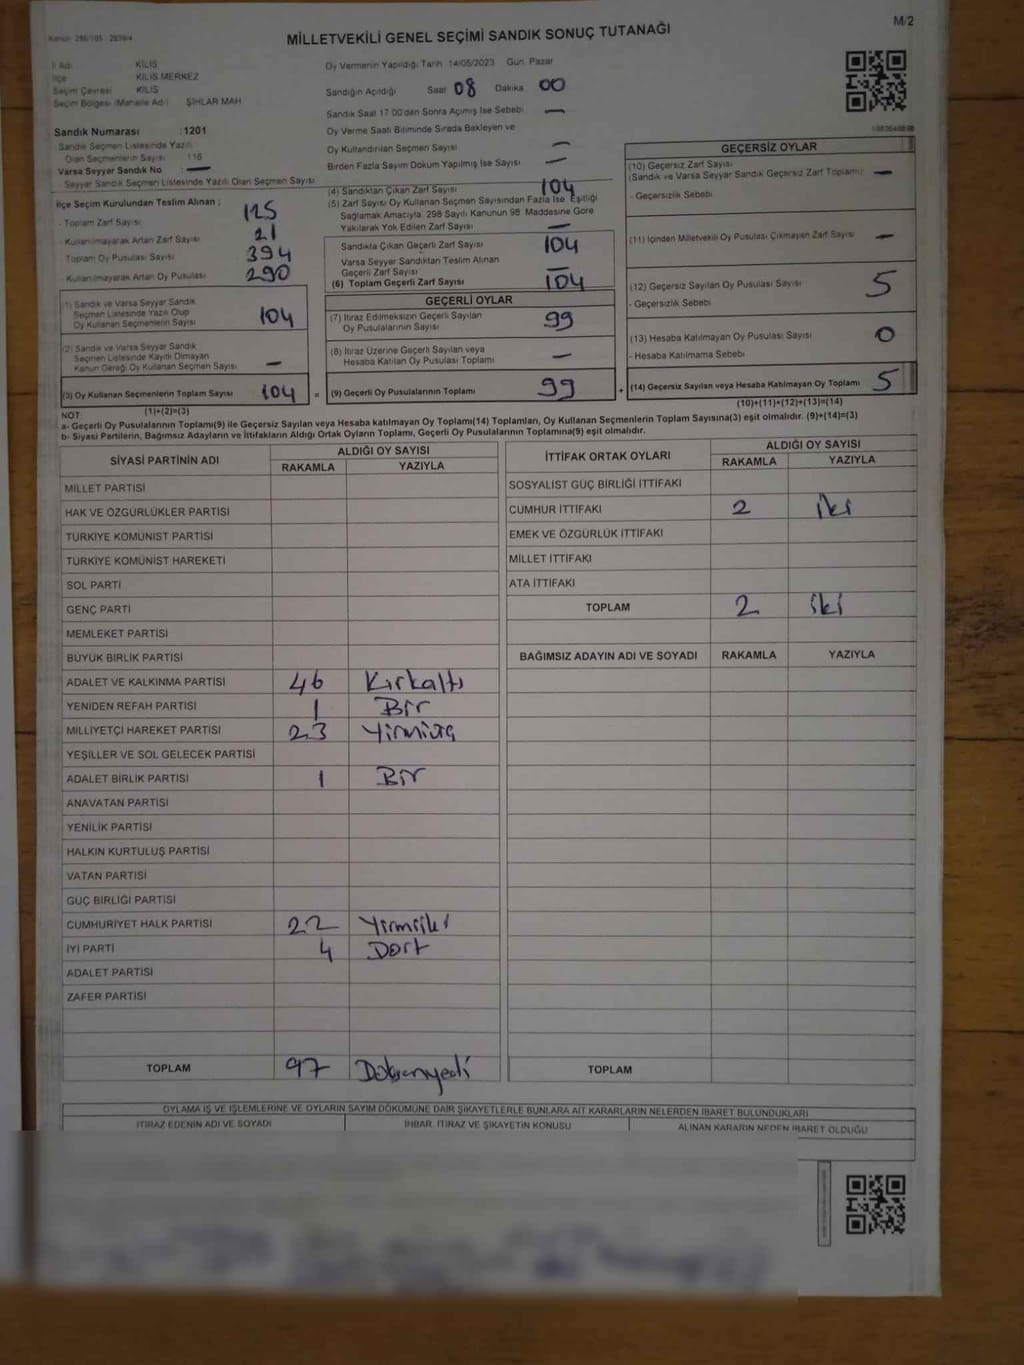 M/2
Kanun: 298/105 - 2839/4
MİLLETVEKİLİ GENEL SEÇİMİ SANDIK SONUÇ TUTANAĞI
İl Adı KİLİS
İlçe KİLİS MERKEZ
Seçim Çevresi KİLİS
Seçim Bölgesi (Mahalle Adı) ŞIHLAR MAH
Sandık Numarası :1201
Sandık Seçmen Listesinde Yazılı
Olan Seçmenlerin Sayısı 116
Varsa Seyyar Sandık No : —
- Seyyar Sandık Seçmen Listesinde Yazılı Olan Seçmen Sayısı
Oy Vermenin Yapıldığı Tarih 14/05/2023 Gün: Pazar
Sandığın Açıldığı Saat 08 Dakika 00
Sandık Saat 17:00'den Sonra Açımış İse Sebebi —
Oy Verme Saati Bitiminde Sırada Bekleyen ve
Oy Kullandırılan Seçmen Sayısı —
Birden Fazla Sayım Döküm Yapılmış İse Sayısı —
İlçe Seçim Kurulundan Teslim Alınan ;
- Toplam Zarf Sayısı 125
- Kullanılmayarak Artan Zarf Sayısı 21
Toplam Oy Pusulası Sayısı 394
- Kullanılmayarak Artan Oy Pusulası 290
(1) Sandık ve Varsa Seyyar Sandık
Seçmen Listesinde Yazılı Olup
Oy Kullanan Seçmenlerin Sayısı 104
(2) Sandık ve Varsa Seyyar Sandık
Seçmen Listesinde Kayıtlı Olmayan
Kanun Gereği Oy Kullanan Seçmen Sayısı —
(3) Oy Kullanan Seçmenlerin Toplam Sayısı 104 =
(1)+(2)=(3)
(4) Sandıktan Çıkan Zarf Sayısı 104
(5) Zarf Sayısı Oy Kullanan Seçmen Sayısından Fazla İse Eşitliği
Sağlamak Amacıyla, 298 Sayılı Kanunun 98. Maddesine Göre
Yakılarak Yok Edilen Zarf Sayısı —
Sandıkta Çıkan Geçerli Zarf Sayısı 104
Varsa Seyyar Sandıktan Teslim Alınan
Geçerli Zarf Sayısı —
(6) Toplam Geçerli Zarf Sayısı 104
GEÇERLİ OYLAR
(7) İtiraz Edilmeksizin Geçerli Sayılan
Oy Pusulalarının Sayısı 99
(8) İtiraz Üzerine Geçerli Sayılan veya
Hesaba Katılan Oy Pusulası Toplamı —
(9) Geçerli Oy Pusulalarının Toplamı 99 +
GEÇERSİZ OYLAR
(10) Geçersiz Zarf Sayısı
(Sandık ve Varsa Seyyar Sandık Geçersiz Zarf Toplamı) —
- Geçersizlik Sebebi
(11) İçinden Milletvekili Oy Pusulası Çıkmayan Zarf Sayısı —
(12) Geçersiz Sayılan Oy Pusulası Sayısı 5
- Geçersizlik Sebebi
(13) Hesaba Katılmayan Oy Pusulası Sayısı 0
- Hesaba Katılmama Sebebi
(14) Geçersiz Sayılan veya Hesaba Katılmayan Oy Toplamı 5
(10)+(11)+(12)+(13)=(14)
NOT:
a- Geçerli Oy Pusulalarının Toplamı(9) ile Geçersiz Sayılan veya Hesaba katılmayan Oy Toplamı(14) Toplamları, Oy Kullanan Seçmenlerin Toplam Sayısına(3) eşit olmalıdır. (9)+(14)=(3)
b- Siyasi Partilerin, Bağımsız Adayların ve İttifakların Aldığı Ortak Oyların Toplamı, Geçerli Oy Pusulalarının Toplamına(9) eşit olmalıdır.
SİYASİ PARTİNİN ADI ALDIĞI OY SAYISI
RAKAMLA YAZIYLA
MİLLET PARTİSİ
HAK VE ÖZGÜRLÜKLER PARTİSİ
TÜRKİYE KOMÜNİST PARTİSİ
TÜRKİYE KOMÜNİST HAREKETİ
SOL PARTİ
GENÇ PARTİ
MEMLEKET PARTİSİ
BÜYÜK BİRLİK PARTİSİ
ADALET VE KALKINMA PARTİSİ 46 Kırkaltı
YENİDEN REFAH PARTİSİ 1 Bir
MİLLİYETÇİ HAREKET PARTİSİ 23 Yirmiüç
YEŞİLLER VE SOL GELECEK PARTİSİ
ADALET BİRLİK PARTİSİ 1 Bir
ANAVATAN PARTİSİ
YENİLİK PARTİSİ
HALKIN KURTULUŞ PARTİSİ
VATAN PARTİSİ
GÜÇ BİRLİĞİ PARTİSİ
CUMHURİYET HALK PARTİSİ 22 Yirmiiki
İYİ PARTİ 4 Dört
ADALET PARTİSİ
ZAFER PARTİSİ
TOPLAM 97 Doksanyedi
İTTİFAK ORTAK OYLARI ALDIĞI OY SAYISI
RAKAMLA YAZIYLA
SOSYALİST GÜÇ BİRLİĞİ İTTİFAKI
CUMHUR İTTİFAKI 2 iki
EMEK VE ÖZGÜRLÜK İTTİFAKI
MİLLET İTTİFAKI
ATA İTTİFAKI
TOPLAM 2 iki
BAĞIMSIZ ADAYIN ADI VE SOYADI RAKAMLA YAZIYLA
TOPLAM
OYLAMA İŞ VE İŞLEMLERİNE VE OYLARIN SAYIM DÖKÜMÜNE DAİR ŞİKAYETLERLE BUNLARA AİT KARARLARIN NELERDEN İBARET BULUNDUKLARI
İTİRAZ EDENİN ADI VE SOYADI İHBAR, İTİRAZ VE ŞİKAYETİN KONUSU ALINAN KARARIN NEDEN İBARET OLDUĞU